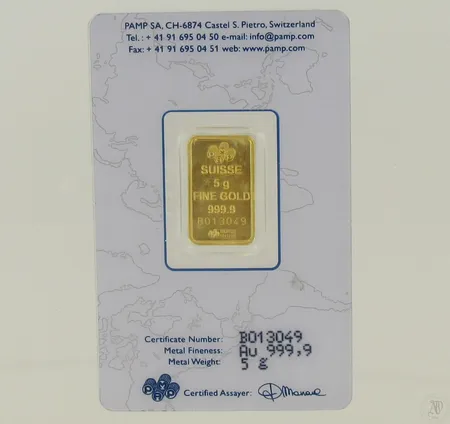 PAMP SA, CH-6874 Castel S. Pietro, Switzerland
Tel.: + 41 91 695 04 50 e-mail: info@pamp.com
Fax: + 41 91 695 04 51 web: www.pamp.com
SUISSE
5 g
FINE GOLD
999.9
B013049
Certificate Number: B013049
Metal Fineness: Au 999,9
Metal Weight: 5 g
PAMP
Certified Assayer: